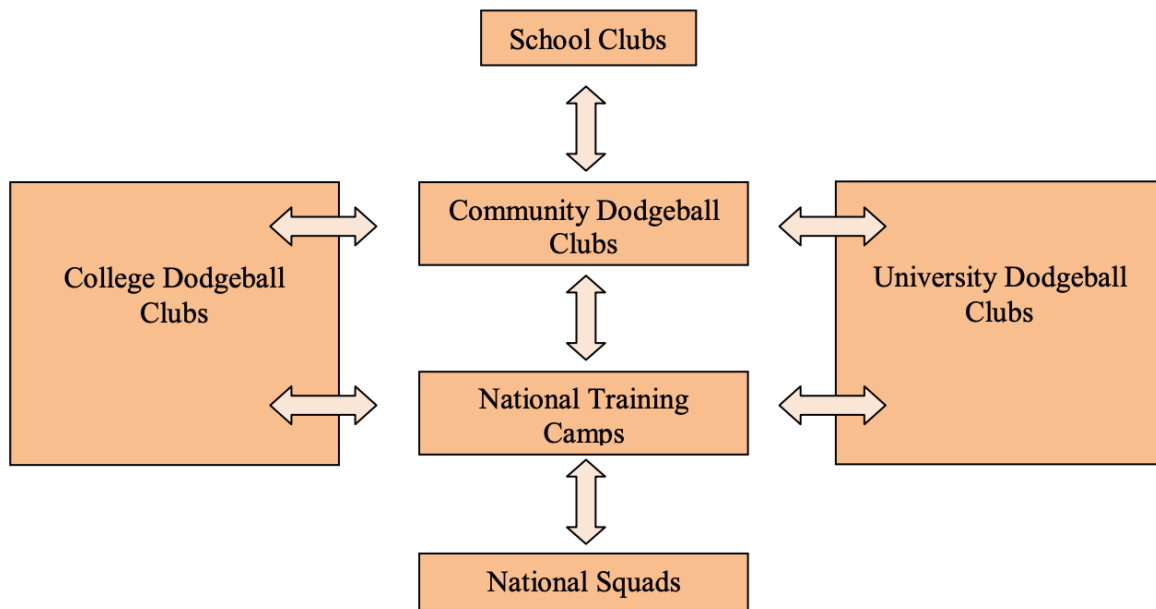 School Clubs
Community Dodgeball
Clubs
College Dodgeball
Clubs
University Dodgeball
Clubs
National Training
Camps
National Squads